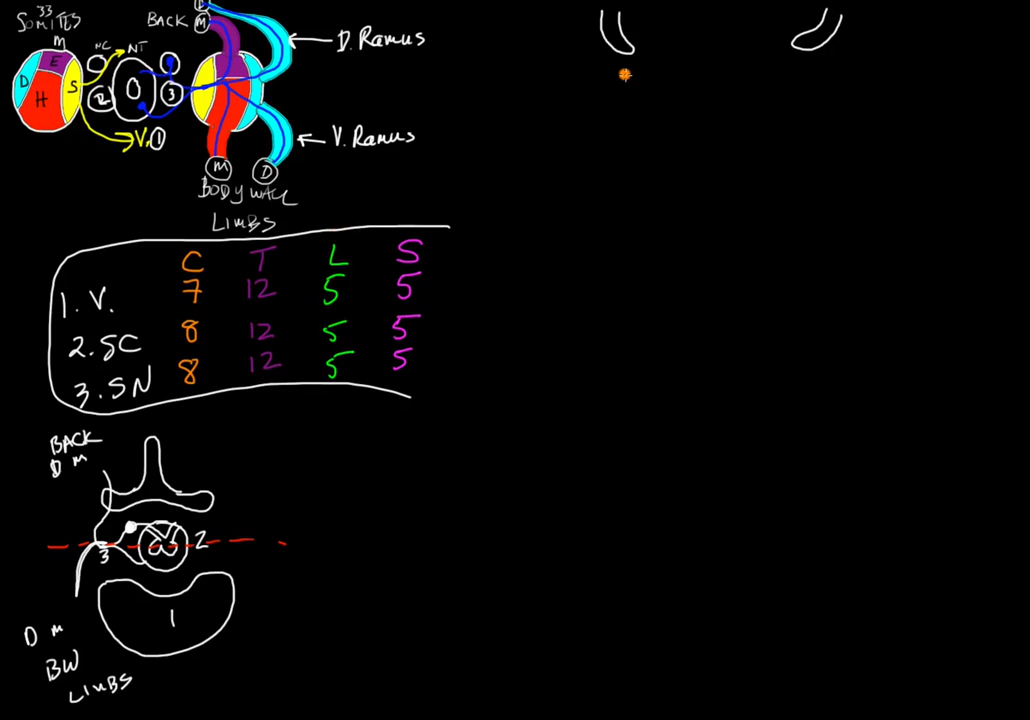 33
SOMITES
M
NC
NT
D
E
H
S
V.
1
2
3
BACK
D
M
D. Ramus
V. Ramus
M
D
BODY WALL
LIMBS
C T L S
1. V. 7 12 5 5
2. SC 8 12 5 5
3. SN 8 12 5 5
BACK
D M
3
2
1
D M
BW
LIMBS